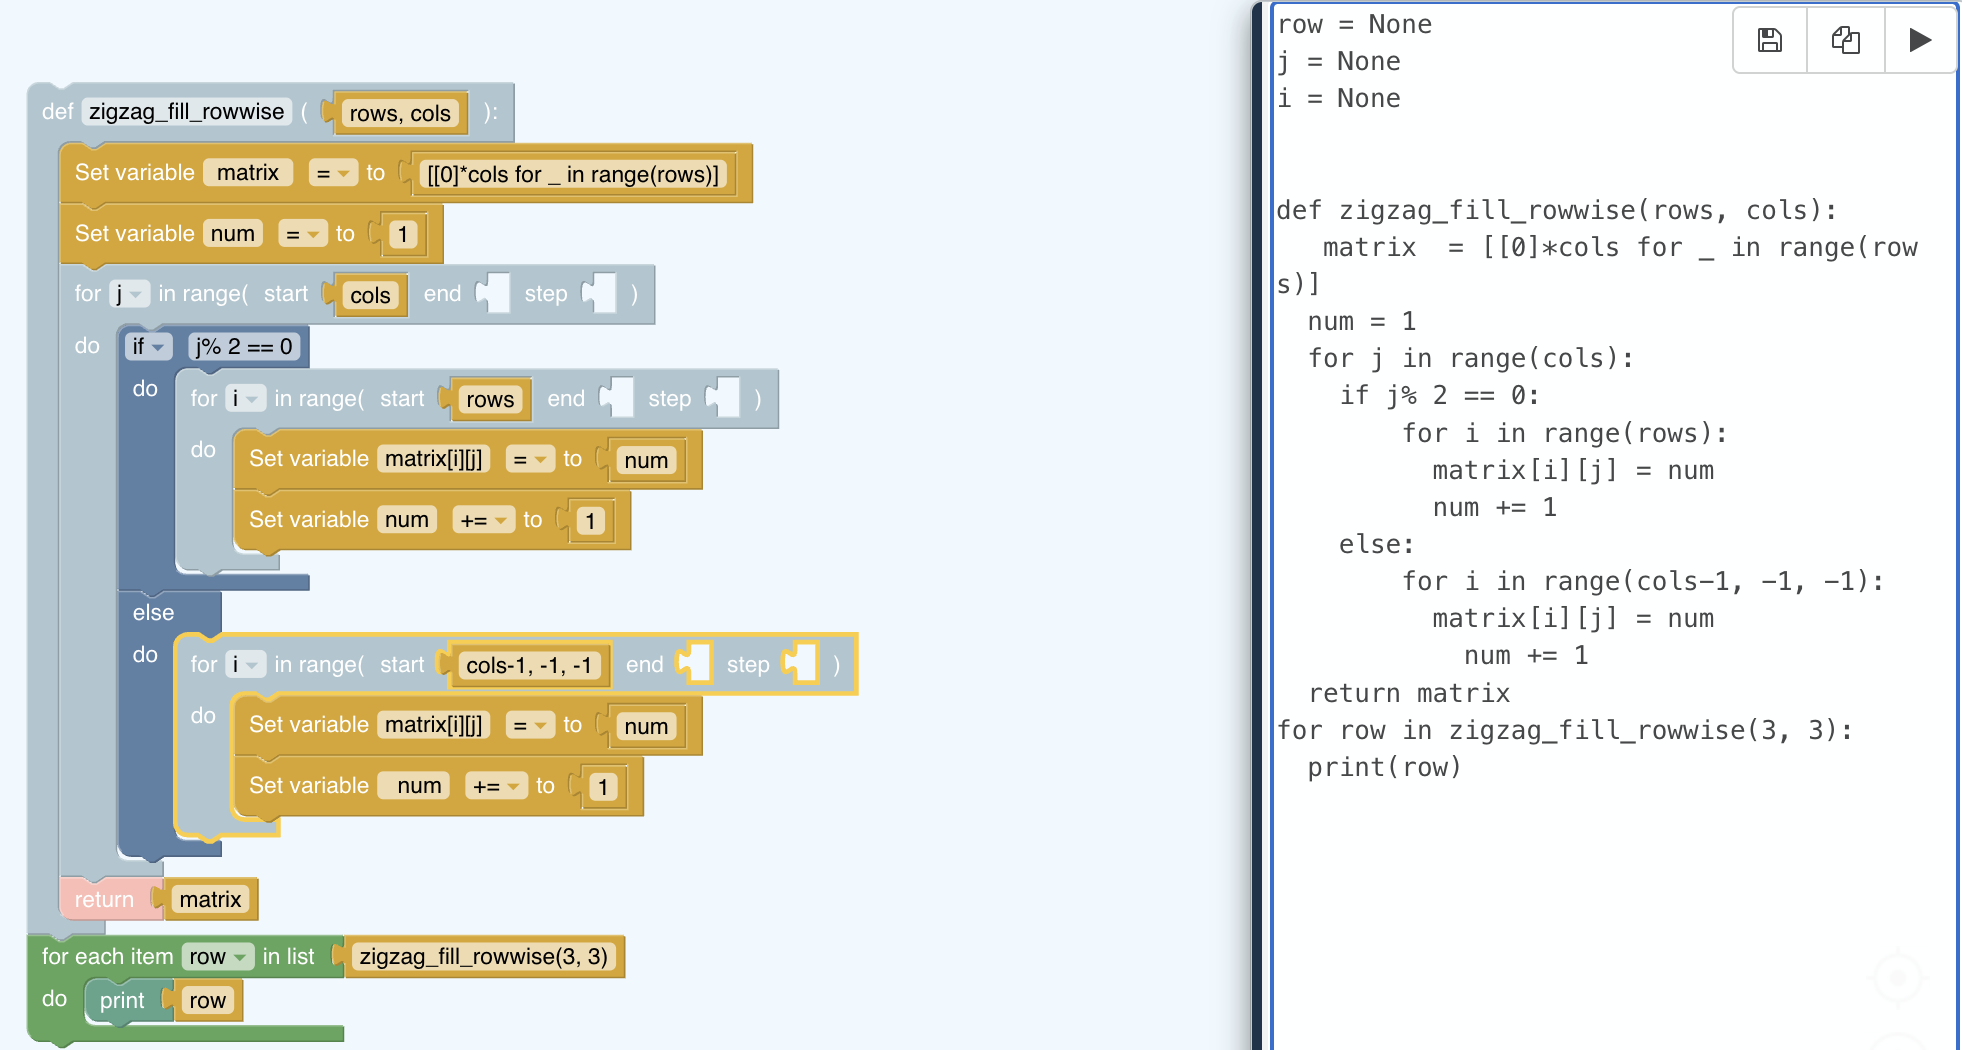 def zigzag_fill_rowwise ( rows, cols ):
Set variable matrix = to [[0]*cols for _ in range(rows)]
Set variable num = to 1
for j in range( start cols end step )
do if j% 2 == 0
do for i in range( start rows end step )
do Set variable matrix[i][j] = to num
Set variable num += to 1
else
do for i in range( start cols-1, -1, -1 end step )
do Set variable matrix[i][j] = to num
Set variable num += to 1
return matrix
for each item row in list zigzag_fill_rowwise(3, 3)
do print row
row = None
j = None
i = None
def zigzag_fill_rowwise(rows, cols):
   matrix  = [[0]*cols for _ in range(row
s)]
  num = 1
  for j in range(cols):
    if j% 2 == 0:
        for i in range(rows):
          matrix[i][j] = num
          num += 1
    else:
        for i in range(cols-1, -1, -1):
          matrix[i][j] = num
            num += 1
  return matrix
for row in zigzag_fill_rowwise(3, 3):
  print(row)